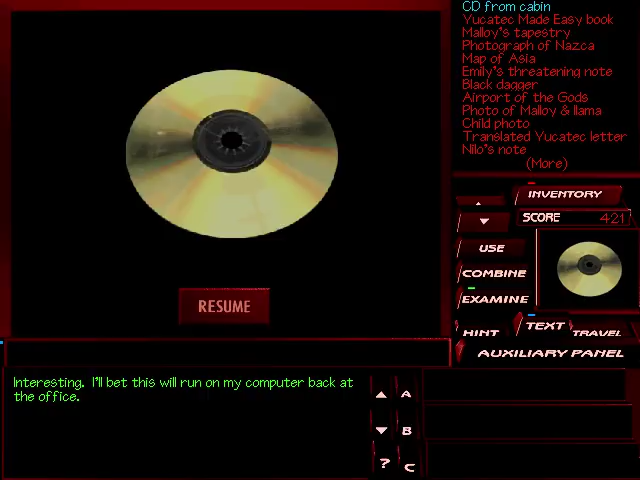 CD from cabin
Yucatec Made Easy book
Malloy's tapestry
Photograph of Nazca
Map of Asia
Emily's threatening note
Black dagger
Airport of the Gods
Photo of Malloy & llama
Child photo
Translated Yucatec letter
Nilo's note
(More)
INVENTORY
SCORE 421
USE
COMBINE
EXAMINE
HINT TEXT TRAVEL
AUXILIARY PANEL
RESUME
Interesting. I'll bet this will run on my computer back at
the office.
A
B
? C